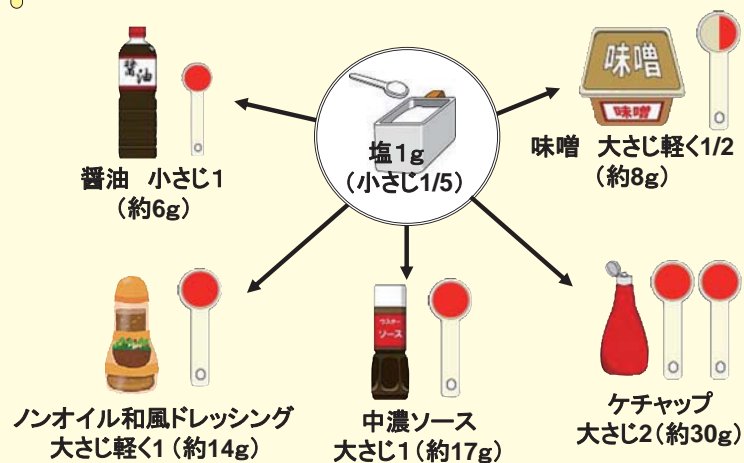 塩1g
(小さじ1/5)
醤油
醤油　小さじ1
(約6g)
味噌
味噌
味噌　大さじ軽く1/2
(約8g)
ノンオイル和風ドレッシング
大さじ軽く1(約14g)
ウスター
ソース
中濃ソース
大さじ1(約17g)
ケチャップ
大さじ2(約30g)